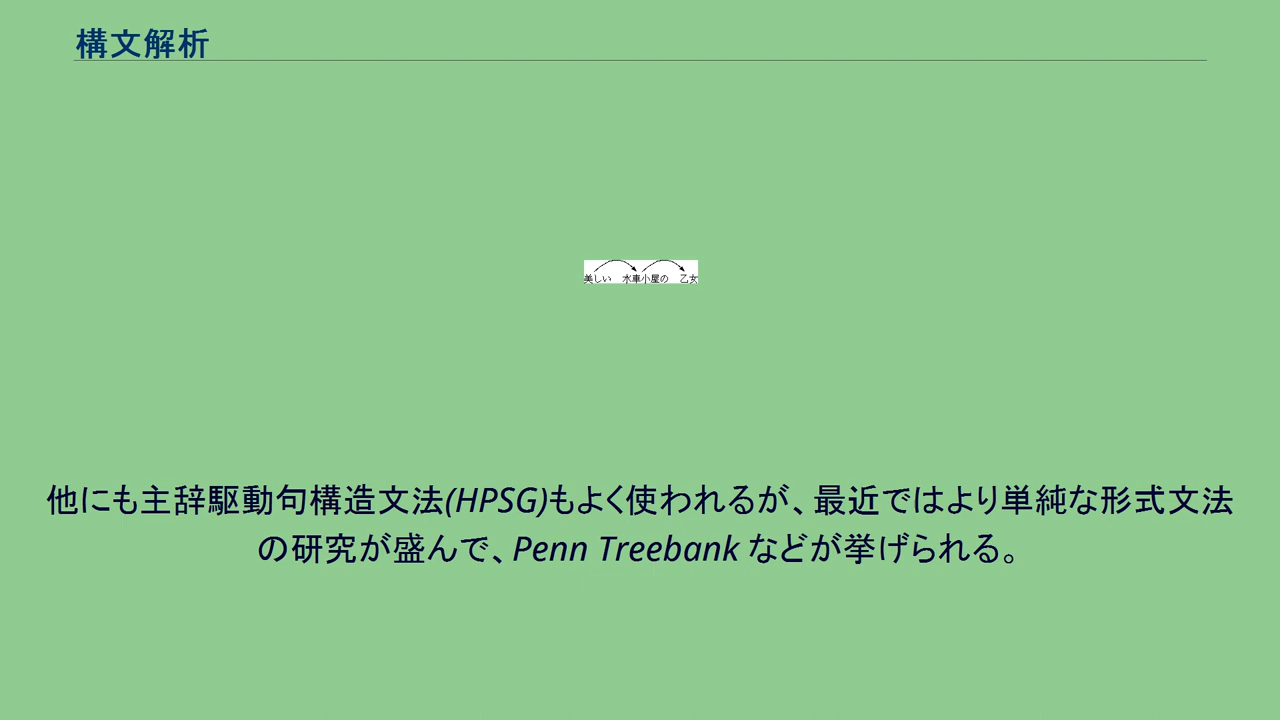 構文解析
美しい 水車小屋の 乙女
他にも主辞駆動句構造文法(HPSG)もよく使われるが、最近ではより単純な形式文法
の研究が盛んで、Penn Treebank などが挙げられる。